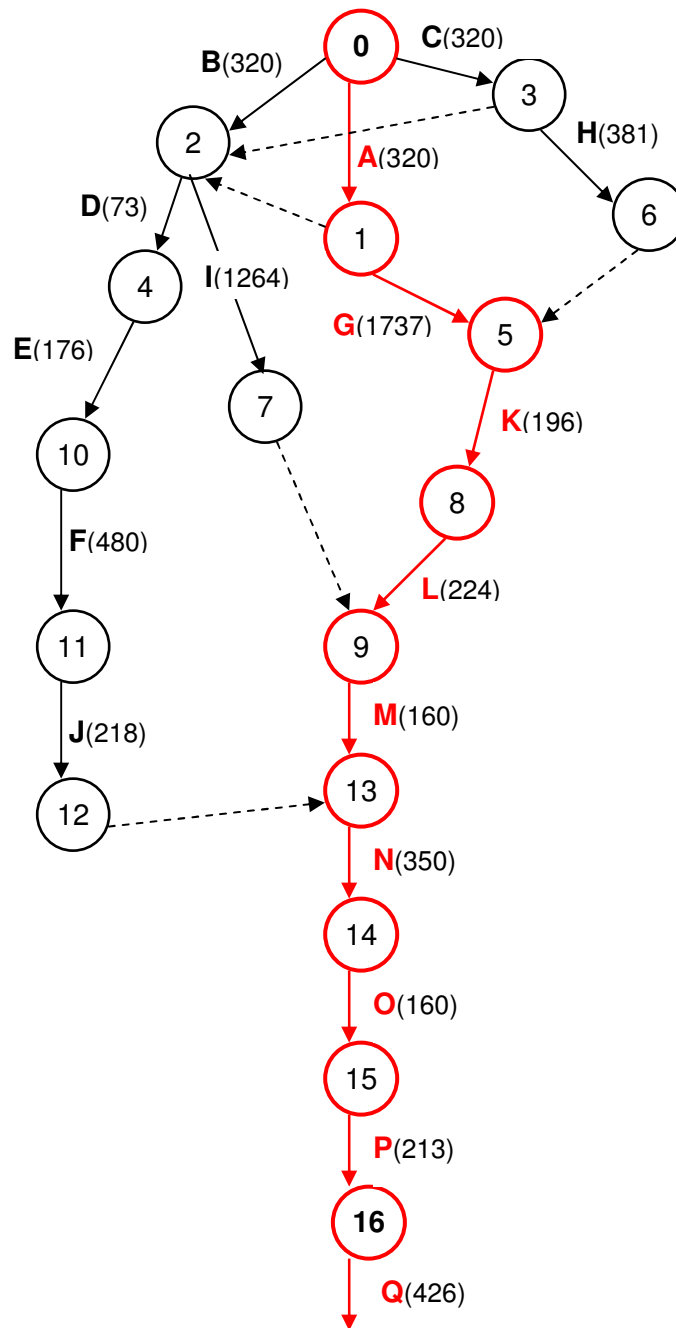 0
C(320)
B(320)
3
2
H(381)
A(320)
D(73)
6
1
4
I(1264)
G(1737)
5
E(176)
7
K(196)
10
8
F(480)
L(224)
11
9
M(160)
J(218)
13
12
N(350)
14
O(160)
15
P(213)
16
Q(426)